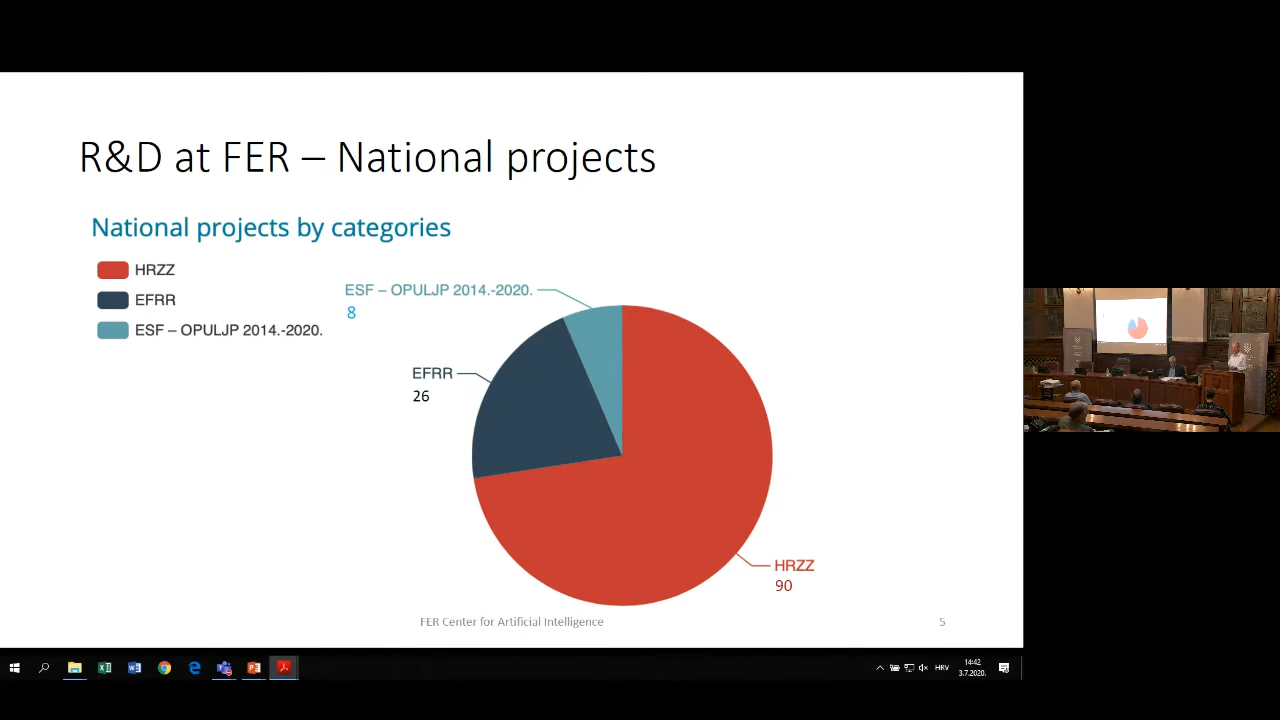 R&D at FER – National projects
National projects by categories
HRZZ
EFRR
ESF – OPULJP 2014.-2020.
ESF – OPULJP 2014.-2020.
8
EFRR
26
HRZZ
90
FER Center for Artificial Intelligence
5
HRV
14:42
3.7.2020.